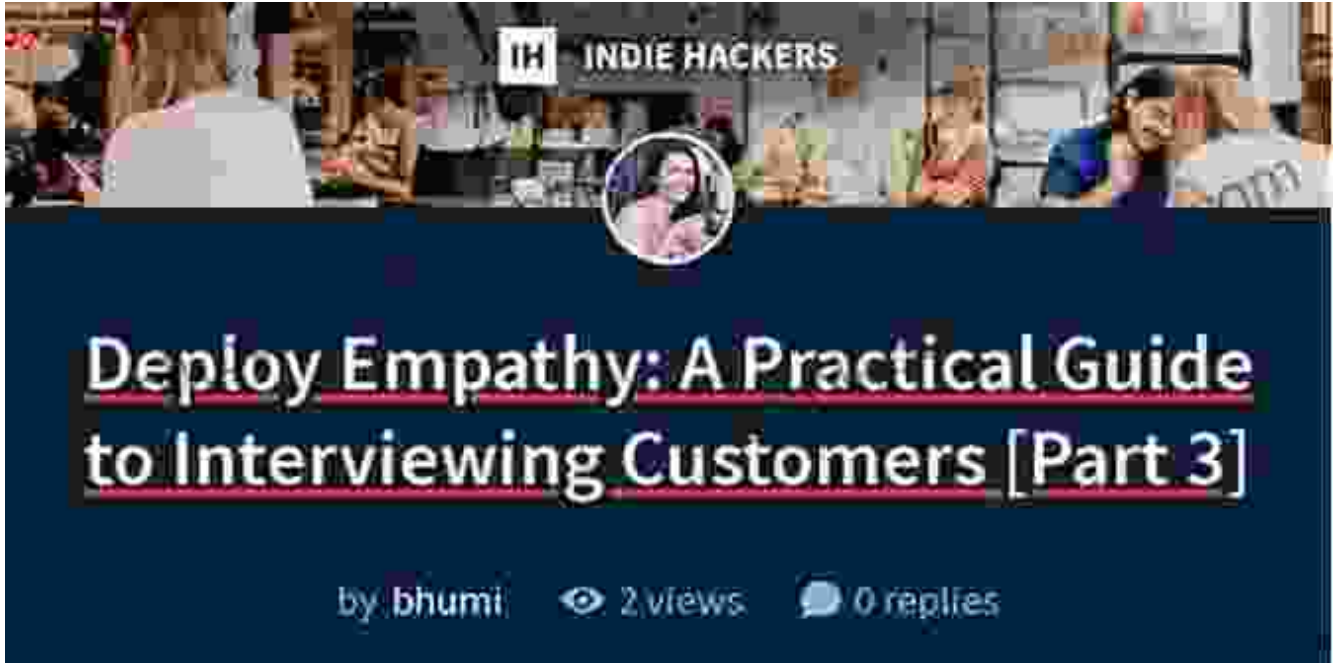 IH INDIE HACKERS
Deploy Empathy: A Practical Guide
to Interviewing Customers [Part 3]
by bhumi 2 views 0 replies